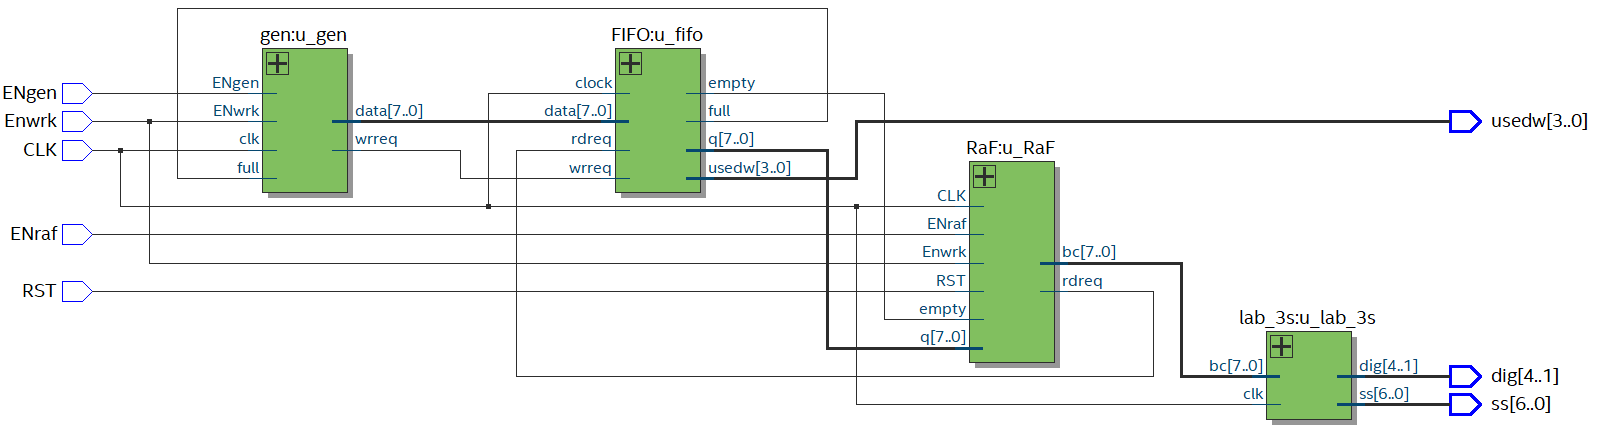 gen:u_gen
ENgen
ENwrk
clk
full
data[7..0]
wrreq
FIFO:u_fifo
clock
data[7..0]
rdreq
wrreq
empty
full
q[7..0]
usedw[3..0]
RaF:u_RaF
CLK
ENraf
Enwrk
RST
empty
q[7..0]
bc[7..0]
rdreq
lab_3s:u_lab_3s
bc[7..0]
clk
dig[4..1]
ss[6..0]
ENgen
Enwrk
CLK
ENraf
RST
usedw[3..0]
dig[4..1]
ss[6..0]